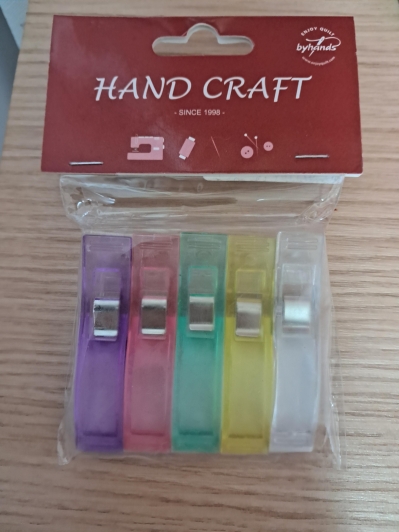 ENJOY QUILT
byhands
HAND CRAFT
- SINCE 1998 -